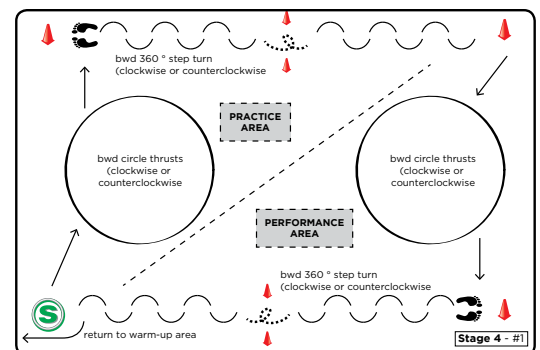 bwd 360 ° step turn
(clockwise or counterclockwise
PRACTICE
AREA
bwd circle thrusts
(clockwise or
counterclockwise
bwd circle thrusts
(clockwise or
counterclockwise
PERFORMANCE
AREA
bwd 360 ° step turn
(clockwise or counterclockwise
S
return to warm-up area
Stage 4 - #1